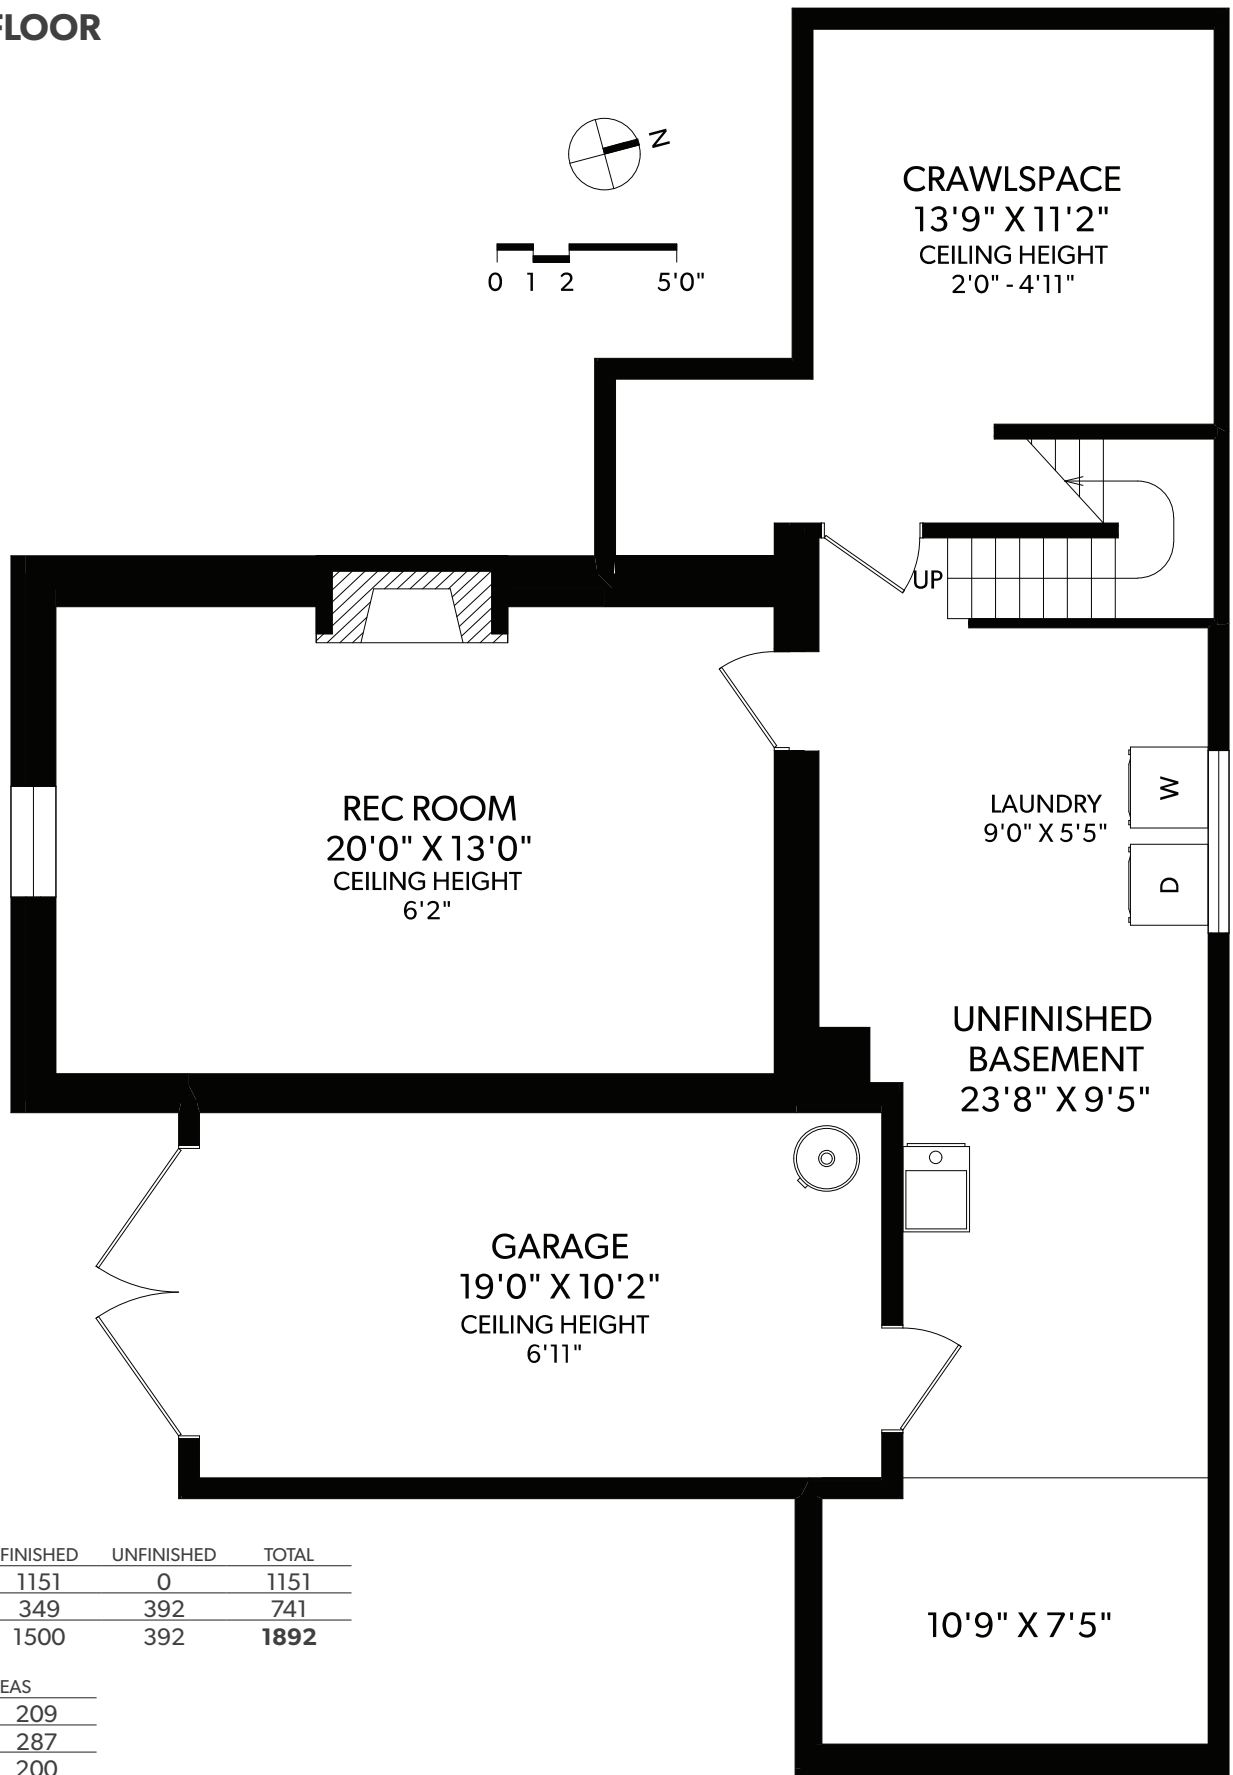 FLOOR
N
0 1 2 5'0"
CRAWLSPACE
13'9" X 11'2"
CEILING HEIGHT
2'0" - 4'11"
UP
REC ROOM
20'0" X 13'0"
CEILING HEIGHT
6'2"
LAUNDRY
9'0" X 5'5"
W
D
UNFINISHED
BASEMENT
23'8" X 9'5"
GARAGE
19'0" X 10'2"
CEILING HEIGHT
6'11"
10'9" X 7'5"
FINISHED UNFINISHED TOTAL
1151 0 1151
349 392 741
1500 392 1892
EAS
209
287
200